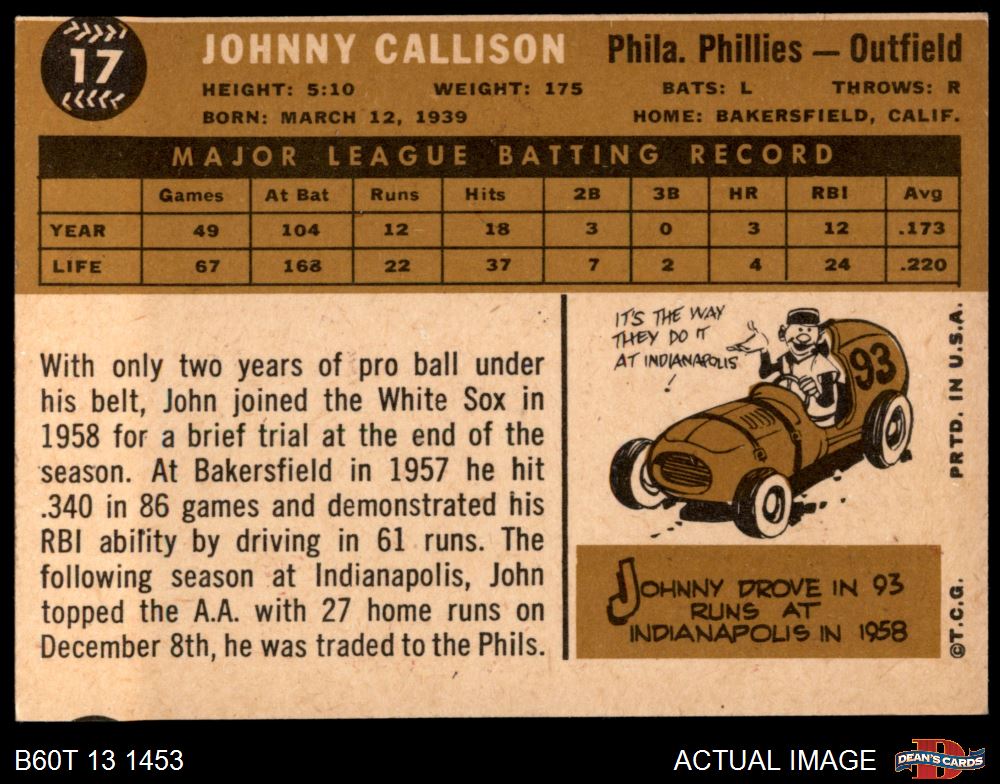 17
JOHNNY CALLISON Phila. Phillies — Outfield
HEIGHT: 5:10 WEIGHT: 175 BATS: L THROWS: R
BORN: MARCH 12, 1939 HOME: BAKERSFIELD, CALIF.
MAJOR LEAGUE BATTING RECORD
Games At Bat Runs Hits 2B 3B HR RBI Avg
YEAR 49 104 12 18 3 0 3 12 .173
LIFE 67 168 22 37 7 2 4 24 .220
With only two years of pro ball under
his belt, John joined the White Sox in
1958 for a brief trial at the end of the
season. At Bakersfield in 1957 he hit
.340 in 86 games and demonstrated his
RBI ability by driving in 61 runs. The
following season at Indianapolis, John
topped the A.A. with 27 home runs on
December 8th, he was traded to the Phils.
IT'S THE WAY
THEY DO IT
AT INDIANAPOLIS
!
93
JOHNNY DROVE IN 93
RUNS AT
INDIANAPOLIS IN 1958
PRTD. IN U.S.A.
©T.C.G.
B60T 13 1453 ACTUAL IMAGE
D
DEAN'S CARDS